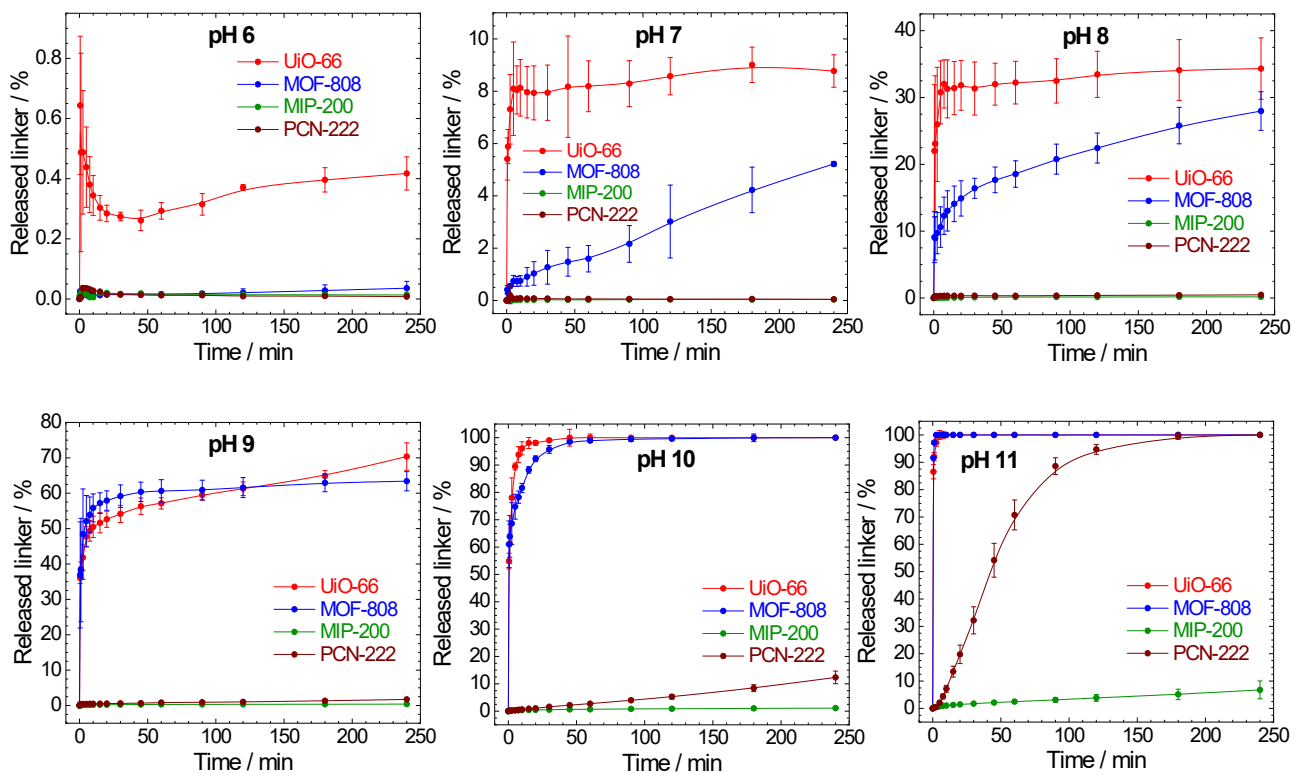 pH 6
UiO-66
MOF-808
MIP-200
PCN-222
Released linker / %
0.8
0.6
0.4
0.2
0.0
0 50 100 150 200 250
Time / min
pH 7
UiO-66
MOF-808
MIP-200
PCN-222
Released linker / %
10
8
6
4
2
0
0 50 100 150 200 250
Time / min
pH 8
UiO-66
MOF-808
MIP-200
PCN-222
Released linker / %
40
30
20
10
0
0 50 100 150 200 250
Time / min
pH 9
UiO-66
MOF-808
MIP-200
PCN-222
Released linker / %
80
70
60
50
40
30
20
10
0
0 50 100 150 200 250
Time / min
pH 10
UiO-66
MOF-808
MIP-200
PCN-222
Released linker / %
100
90
80
70
60
50
40
30
20
10
0
0 50 100 150 200 250
Time / min
pH 11
UiO-66
MOF-808
MIP-200
PCN-222
Released linker / %
100
90
80
70
60
50
40
30
20
10
0
0 50 100 150 200 250
Time / min